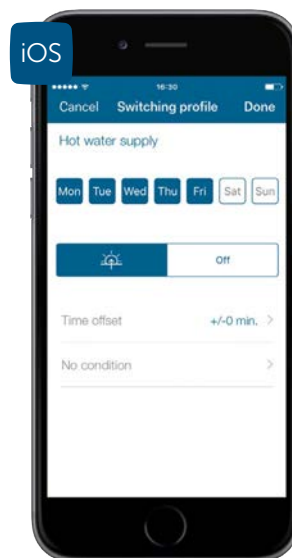 iOS
16:30
Cancel Switching profile Done
Hot water supply
Mon Tue Wed Thu Fri Sat Sun
Off
Time offset +/-0 min. >
No condition >